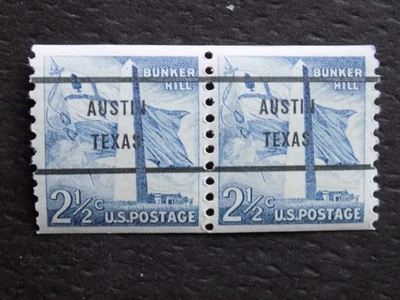 BUNKER
HILL
AUSTIN
TEXAS
2½c U.S.POSTAGE
BUNKER
HILL
AUSTIN
TEXAS
2½c U.S.POSTAGE